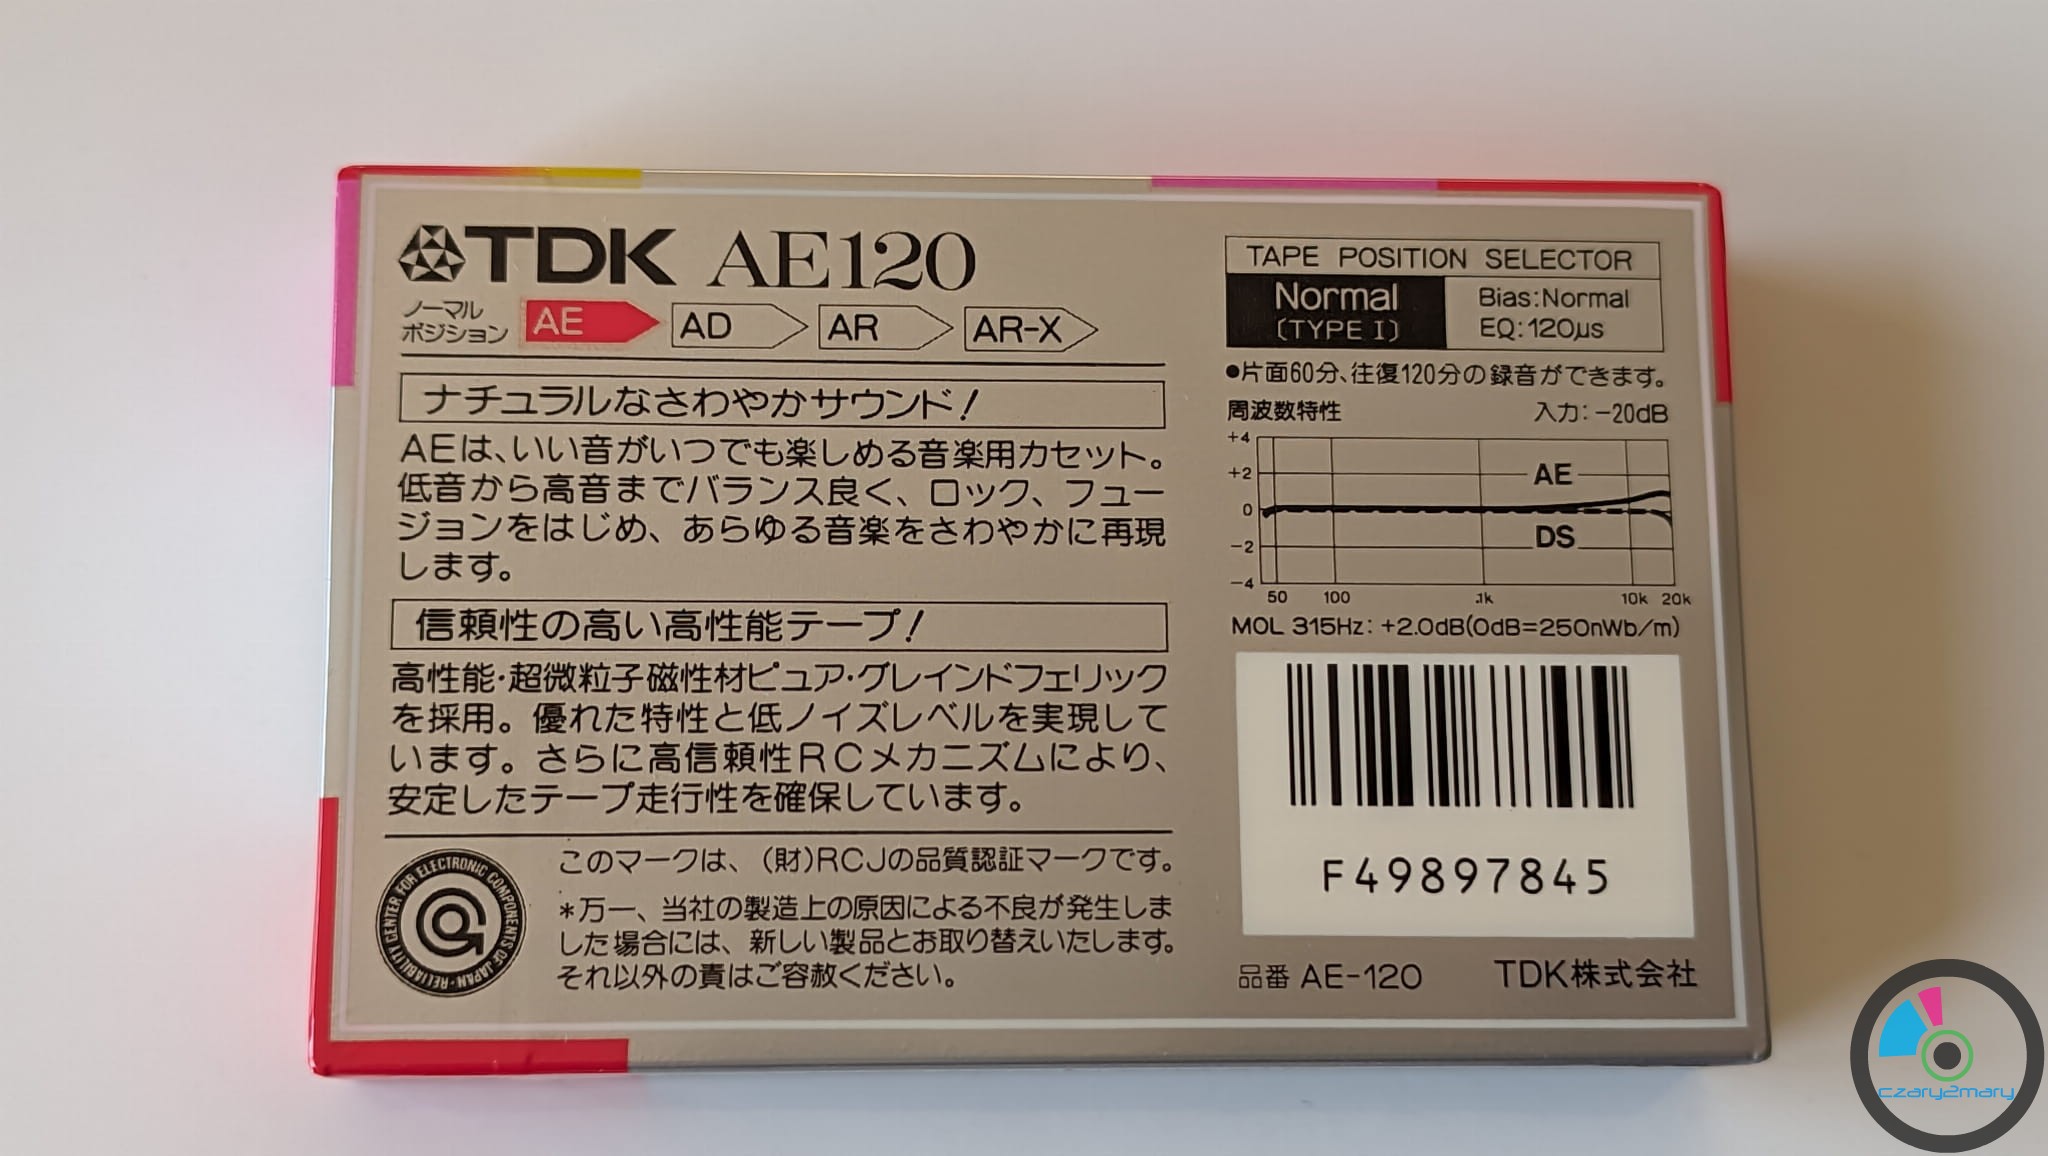 TDK AE120
ノーマル
ポジション
AE
AD
AR
AR-X
ナチュラルなさわやかサウンド!
AEは、いい音がいつでも楽しめる音楽用カセット。
低音から高音までバランス良く、ロック、フュー
ジョンをはじめ、あらゆる音楽をさわやかに再現
します。
信頼性の高い高性能テープ!
高性能・超微粒子磁性材ピュア・グレインドフェリック
を採用。優れた特性と低ノイズレベルを実現して
います。さらに高信頼性RCメカニズムにより、
安定したテープ走行性を確保しています。
RELIABILITY CENTER FOR ELECTRONIC COMPONENTS OF JAPAN・
このマークは、(財)RCJの品質認証マークです。
*万一、当社の製造上の原因による不良が発生しま
した場合には、新しい製品とお取り替えいたします。
それ以外の責はご容赦ください。
TAPE POSITION SELECTOR
Normal
(TYPE I)
Bias:Normal
EQ:120μs
●片面60分、往復120分の録音ができます。
周波数特性 入力:-20dB
+4
+2
0
-2
-4
AE
DS
50 100 1k 10k 20k
MOL 315Hz: +2.0dB(0dB=250nWb/m)
F49897845
品番 AE-120 TDK株式会社
czary2mary